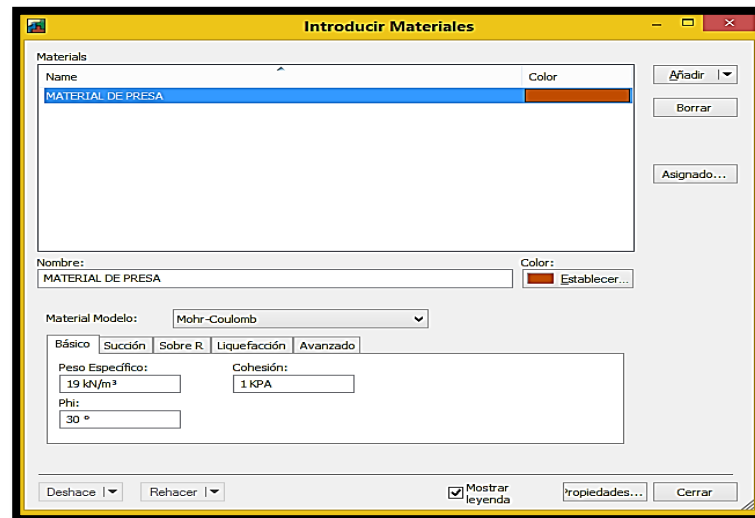 Introducir Materiales
Materials
Name Color
MATERIAL DE PRESA
Añadir
Borrar
Asignado...
Nombre: Color:
MATERIAL DE PRESA Establecer...
Material Modelo: Mohr-Coulomb
Básico Succión Sobre R. Liquefacción Avanzado
Peso Específico: Cohesión:
19 kN/m³ 1 KPA
Phi:
30 º
Deshace Rehacer Mostrar leyenda Propiedades... Cerrar